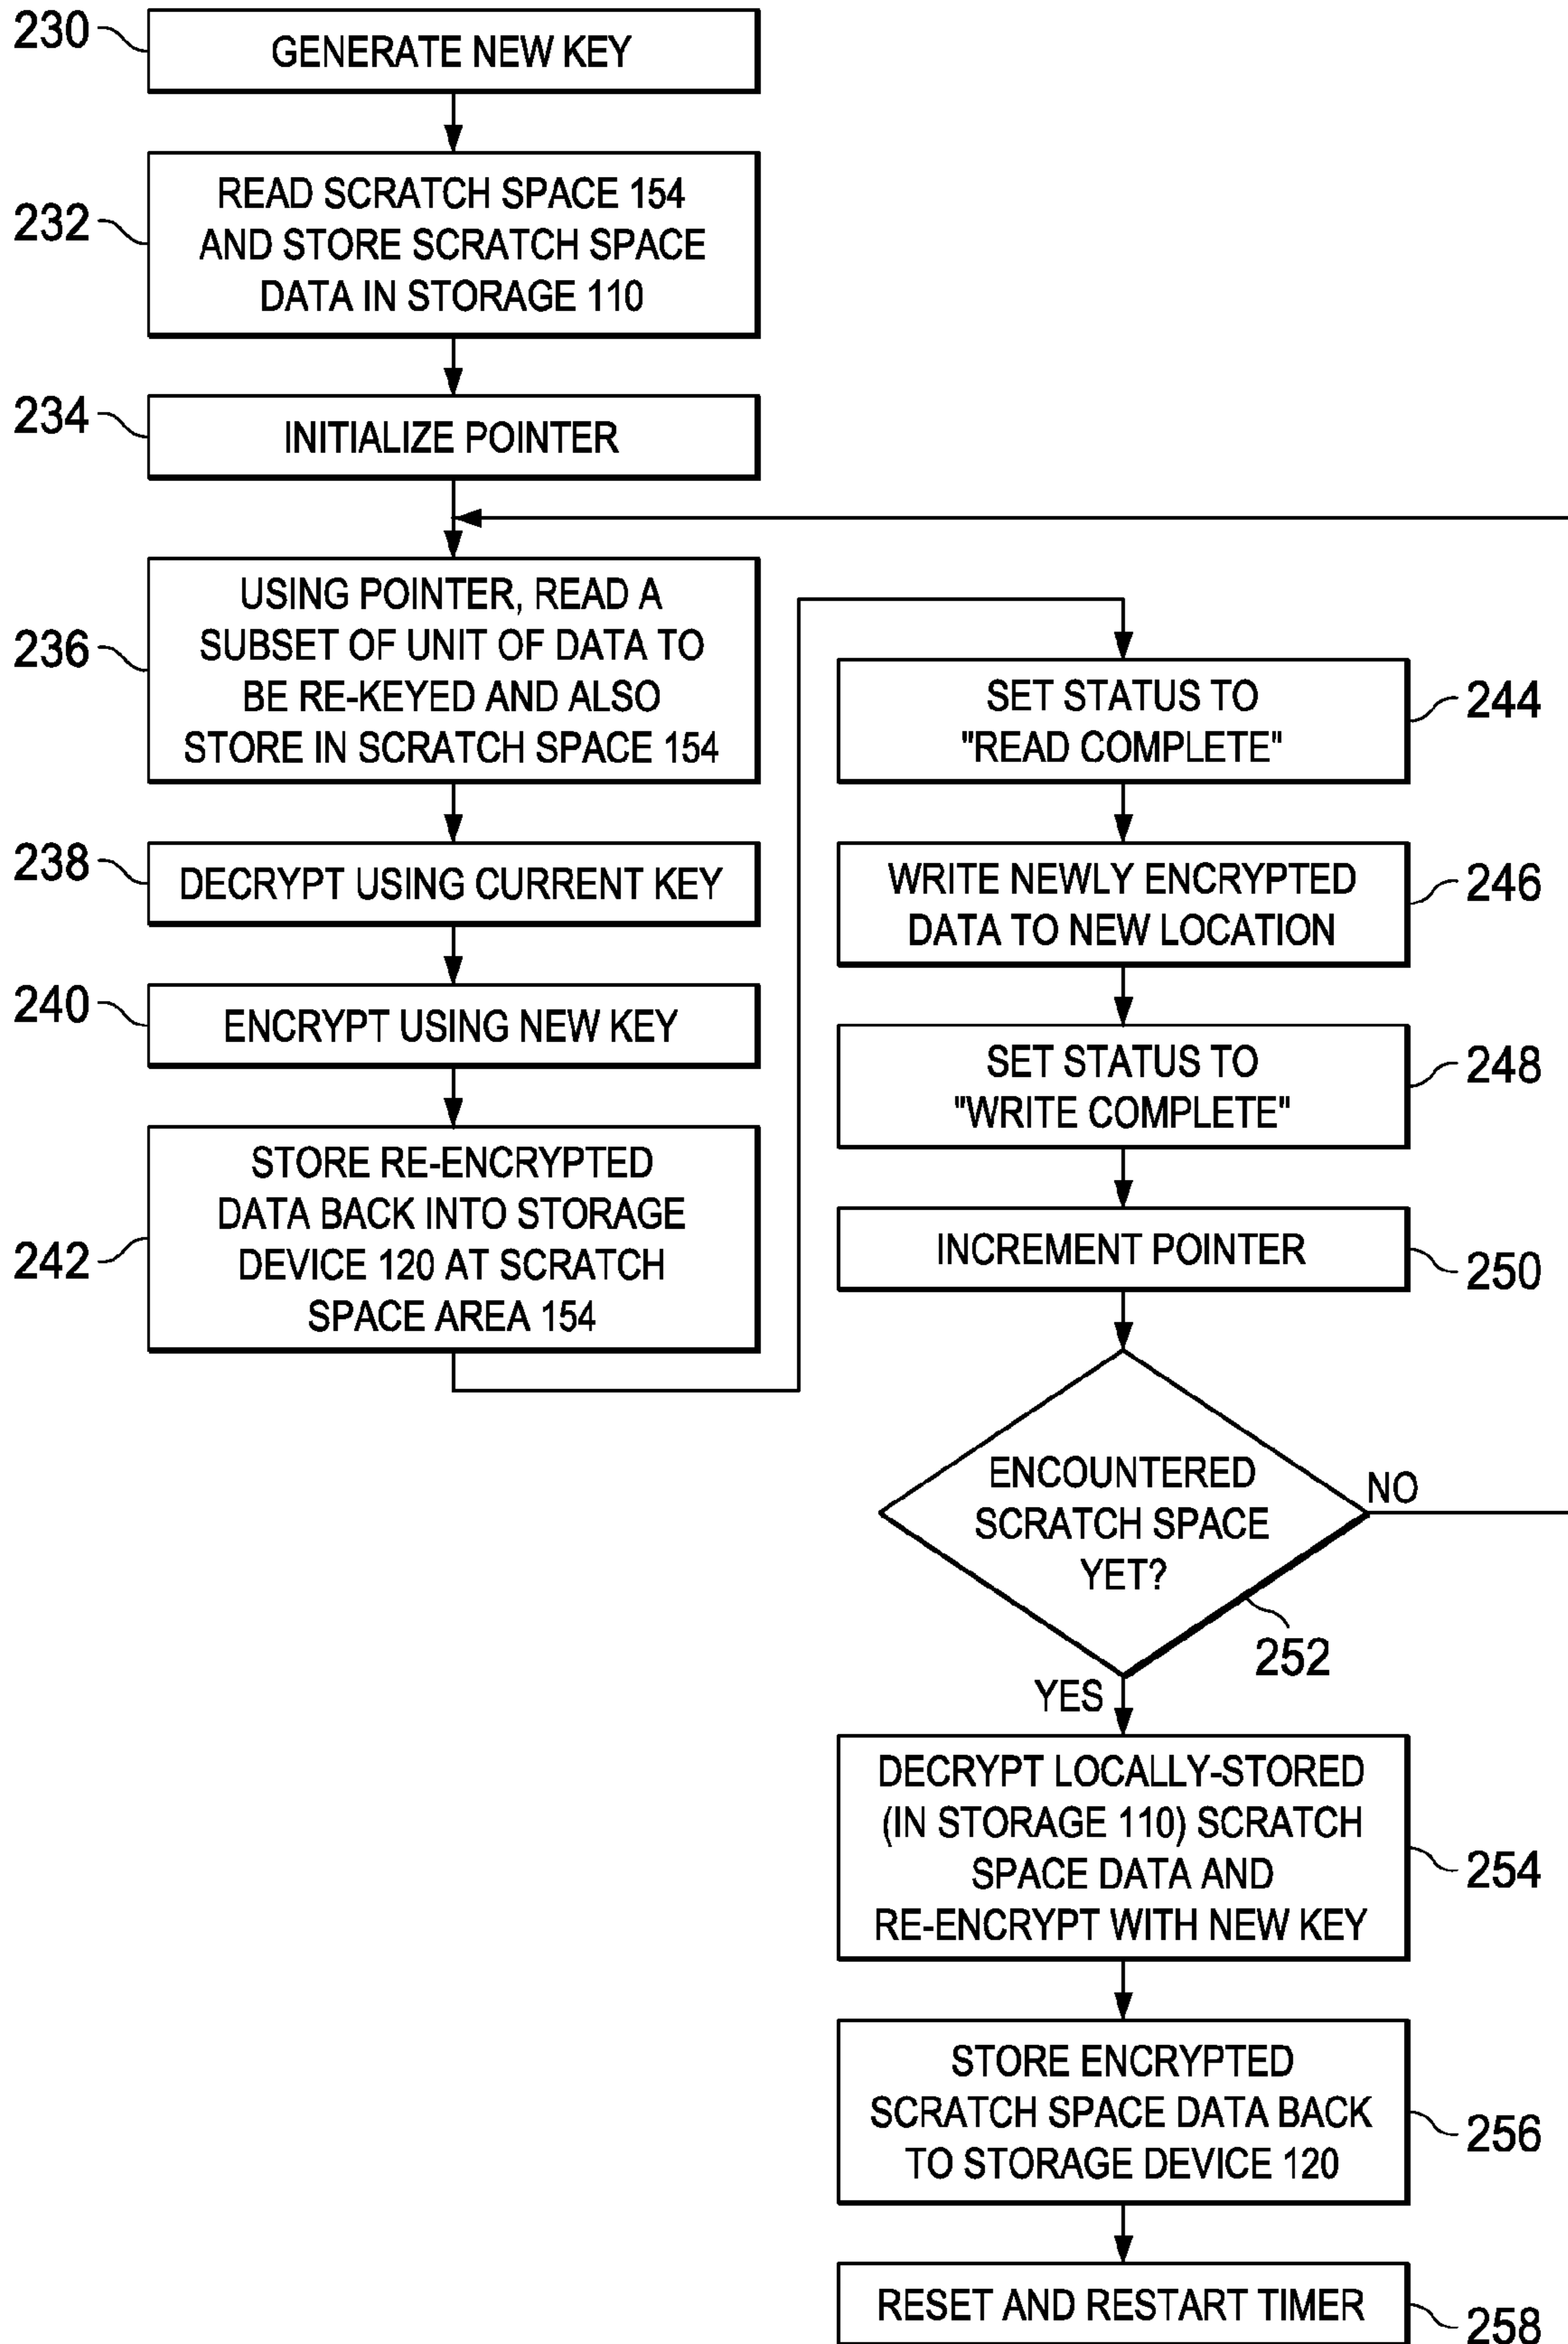 230
GENERATE NEW KEY
232
READ SCRATCH SPACE 154
AND STORE SCRATCH SPACE
DATA IN STORAGE 110
234
INITIALIZE POINTER
236
USING POINTER, READ A
SUBSET OF UNIT OF DATA TO
BE RE-KEYED AND ALSO
STORE IN SCRATCH SPACE 154
238
DECRYPT USING CURRENT KEY
240
ENCRYPT USING NEW KEY
242
STORE RE-ENCRYPTED
DATA BACK INTO STORAGE
DEVICE 120 AT SCRATCH
SPACE AREA 154
SET STATUS TO
"READ COMPLETE"
244
WRITE NEWLY ENCRYPTED
DATA TO NEW LOCATION
246
SET STATUS TO
"WRITE COMPLETE"
248
INCREMENT POINTER
250
ENCOUNTERED
SCRATCH SPACE
YET?
NO
252
YES
DECRYPT LOCALLY-STORED
(IN STORAGE 110) SCRATCH
SPACE DATA AND
RE-ENCRYPT WITH NEW KEY
254
STORE ENCRYPTED
SCRATCH SPACE DATA BACK
TO STORAGE DEVICE 120
256
RESET AND RESTART TIMER
258